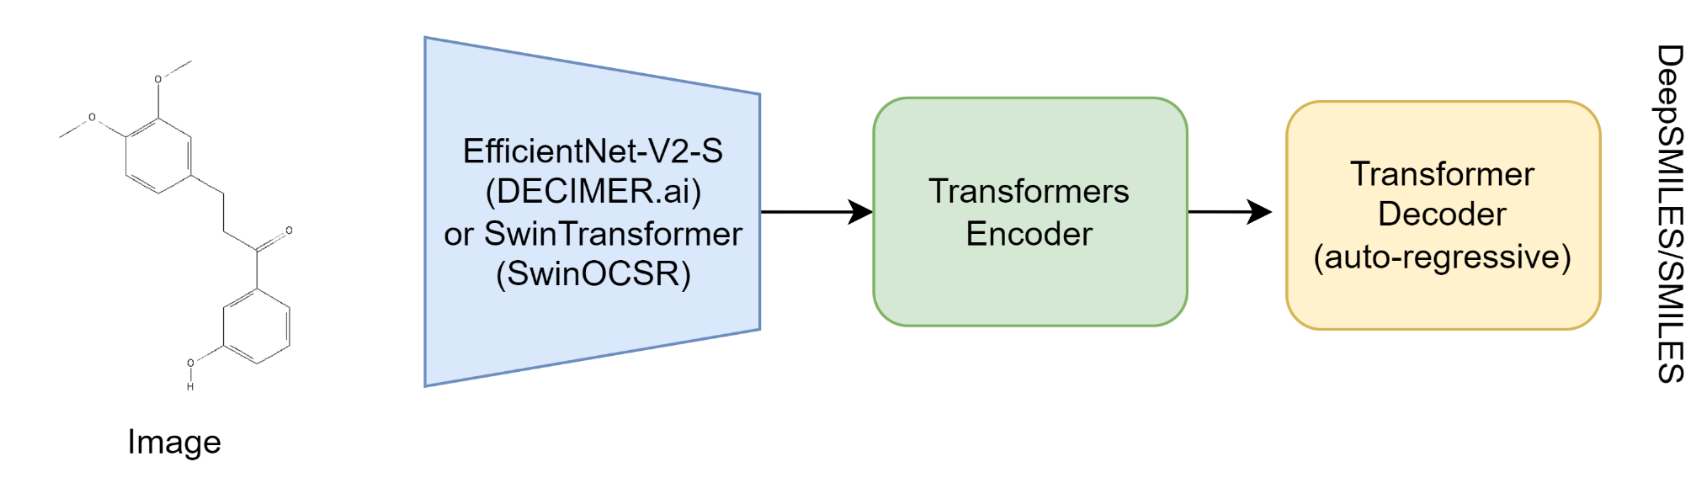 O
O
O
O
H
Image
EfficientNet-V2-S
(DECIMER.ai)
or SwinTransformer
(SwinOCSR)
Transformers
Encoder
Transformer
Decoder
(auto-regressive)
DeepSMILES/SMILES